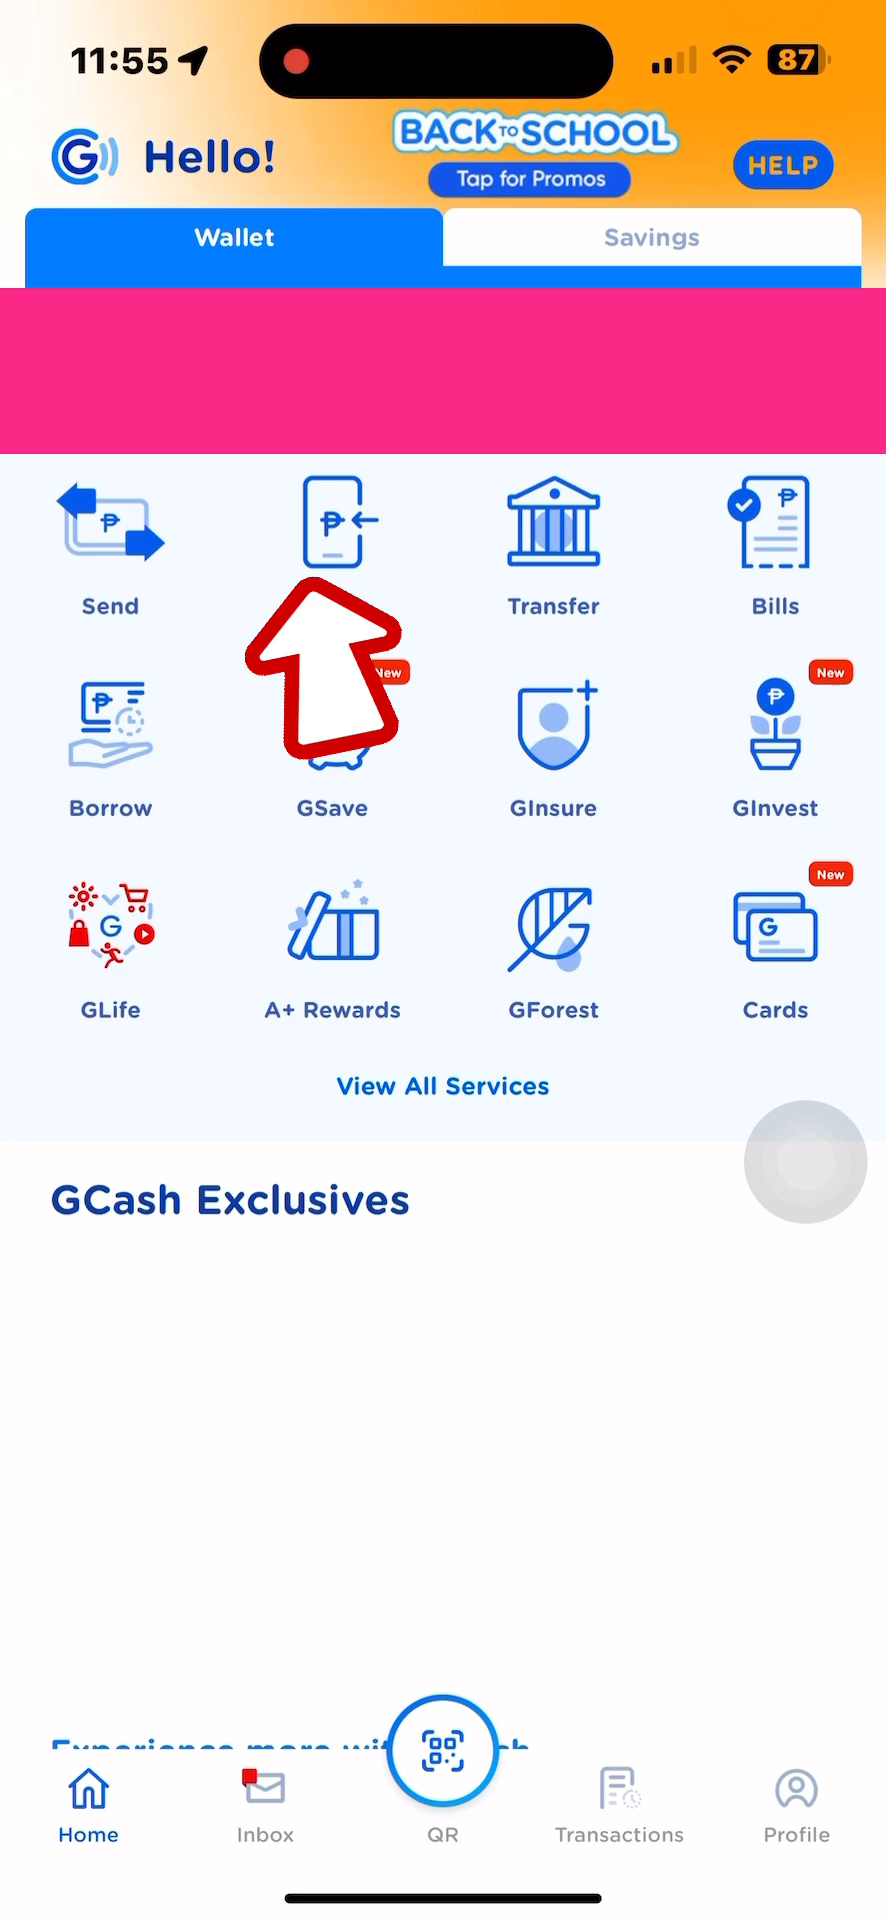 11:55
87
Hello!
BACK TO SCHOOL
Tap for Promos
HELP
Wallet
Savings
Send
Transfer
Bills
New
New
Borrow
GSave
GInsure
GInvest
New
GLife
A+ Rewards
GForest
Cards
View All Services
GCash Exclusives
Home
Inbox
QR
Transactions
Profile